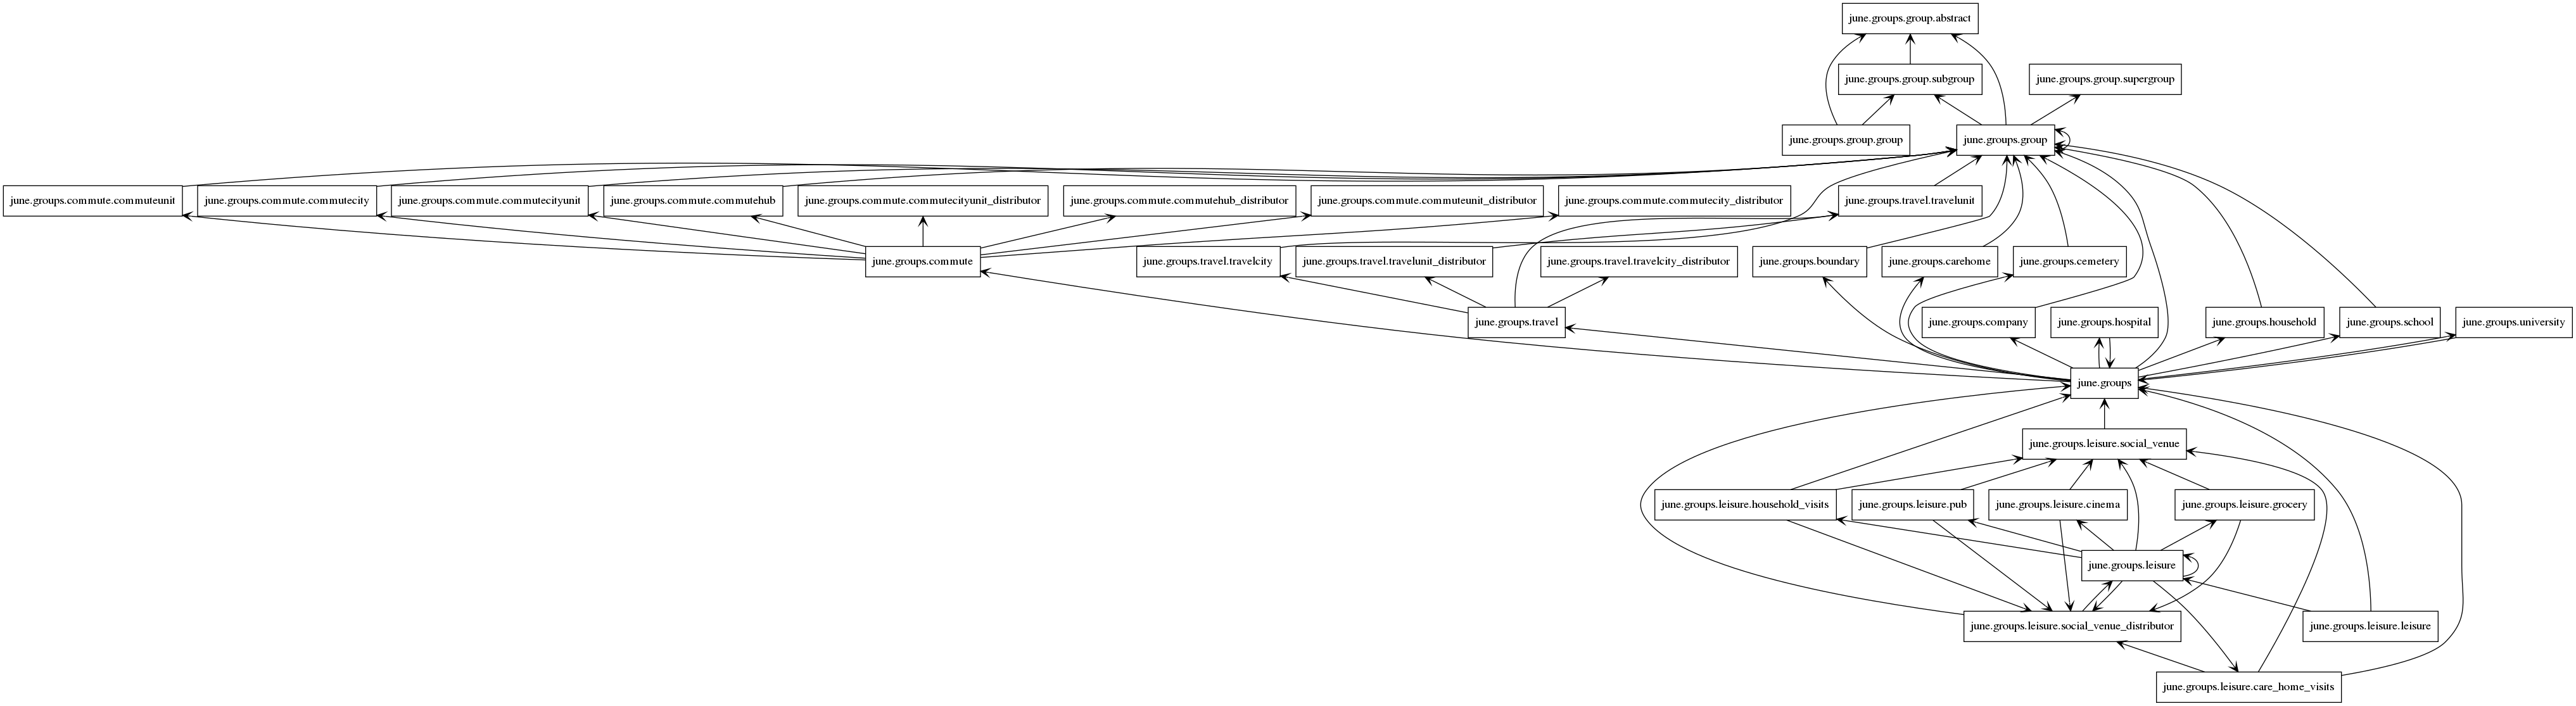 june.groups.group.abstract
june.groups.group.subgroup
june.groups.group.supergroup
june.groups.group.group
june.groups.group
june.groups.commute.commuteunit
june.groups.commute.commutecity
june.groups.commute.commutecityunit
june.groups.commute.commutehub
june.groups.commute.commutecityunit_distributor
june.groups.commute.commutehub_distributor
june.groups.commute.commuteunit_distributor
june.groups.commute.commutecity_distributor
june.groups.travel.travelunit
june.groups.commute
june.groups.travel.travelcity
june.groups.travel.travelunit_distributor
june.groups.travel.travelcity_distributor
june.groups.boundary
june.groups.carehome
june.groups.cemetery
june.groups.travel
june.groups.company
june.groups.hospital
june.groups.household
june.groups.school
june.groups.university
june.groups
june.groups.leisure.social_venue
june.groups.leisure.household_visits
june.groups.leisure.pub
june.groups.leisure.cinema
june.groups.leisure.grocery
june.groups.leisure
june.groups.leisure.social_venue_distributor
june.groups.leisure.leisure
june.groups.leisure.care_home_visits